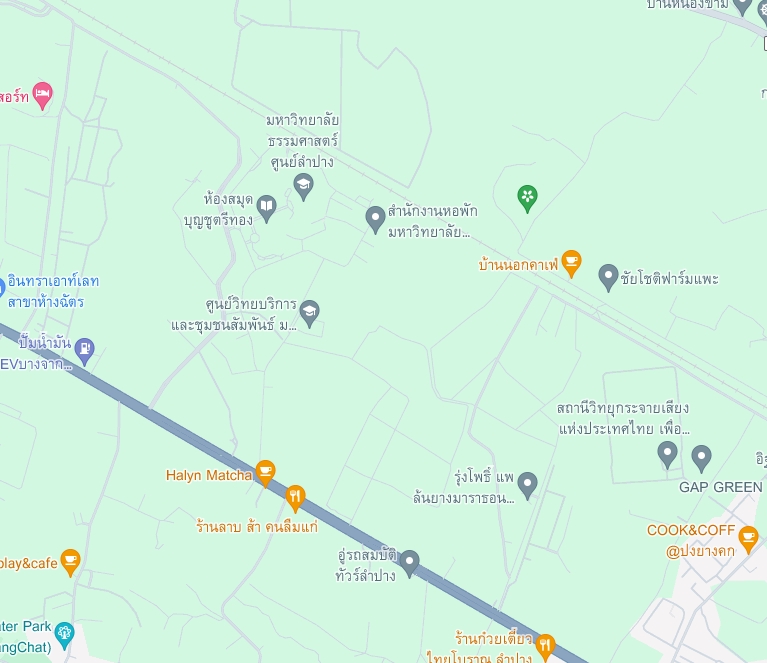 บ้านหนองขาม
สอร์ท
มหาวิทยาลัย
ธรรมศาสตร์
ศูนย์ลำปาง
ห้องสมุด
บุญชูตรีทอง
สำนักงานหอพัก
มหาวิทยาลัย...
บ้านนอกคาเฟ่
ชัยโชติฟาร์มแพะ
อินทราเอาท์เลท
สาขาห้างฉัตร
ศูนย์วิทยบริการ
และชุมชนสัมพันธ์ ม...
ปั๊มน้ำมัน
EVบางจาก...
สถานีวิทยุกระจายเสียง
แห่งประเทศไทย เพื่อ...
GAP GREEN
Halyn Matcha
ร้านลาบ ส้า คนลืมแก่
รุ่งโพธิ์ แพ
ล้นยางมาราธอน...
COOK&COFF
@ปงยางคก
อู่รถสมบัติ
ทัวร์ลำปาง
play&cafe
ter Park
angChat)
ร้านก๋วยเตี๋ยว
ไทยโบราณ ลำปาง